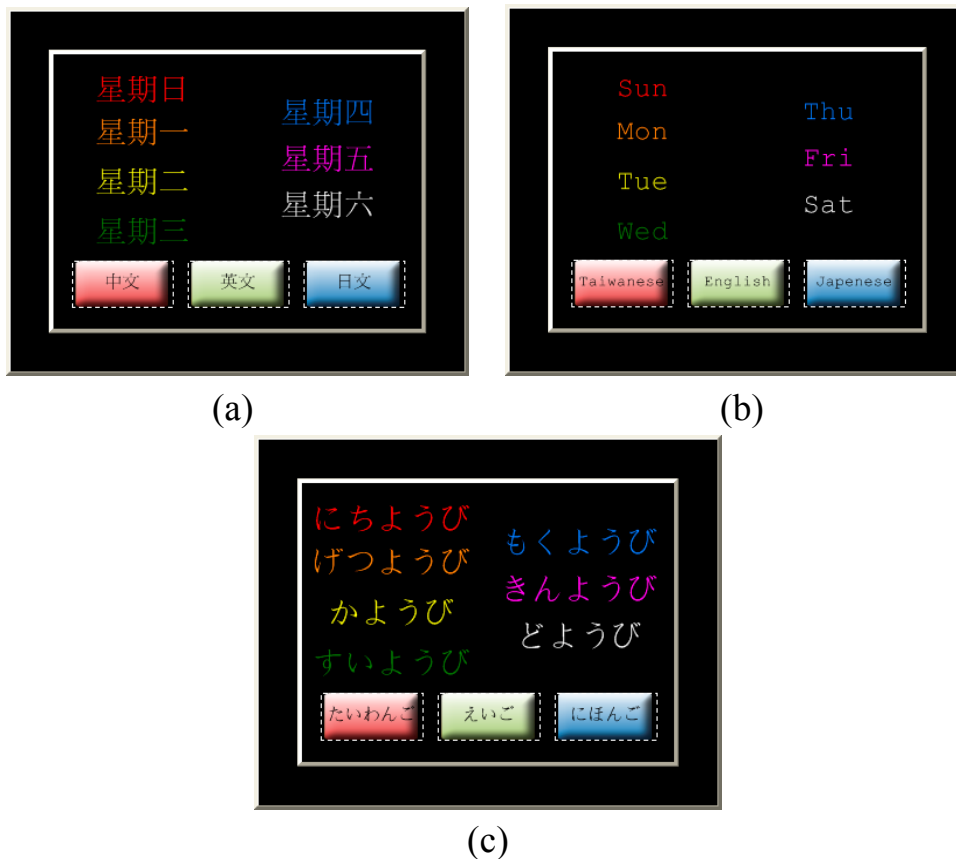 星期日
星期一
星期二
星期三
星期四
星期五
星期六
中文 英文 日文
(a)
Sun
Mon
Tue
Wed
Thu
Fri
Sat
Taiwanese English Japenese
(b)
にちようび
げつようび
かようび
すいようび
もくようび
きんようび
どようび
たいわんご えいご にほんご
(c)